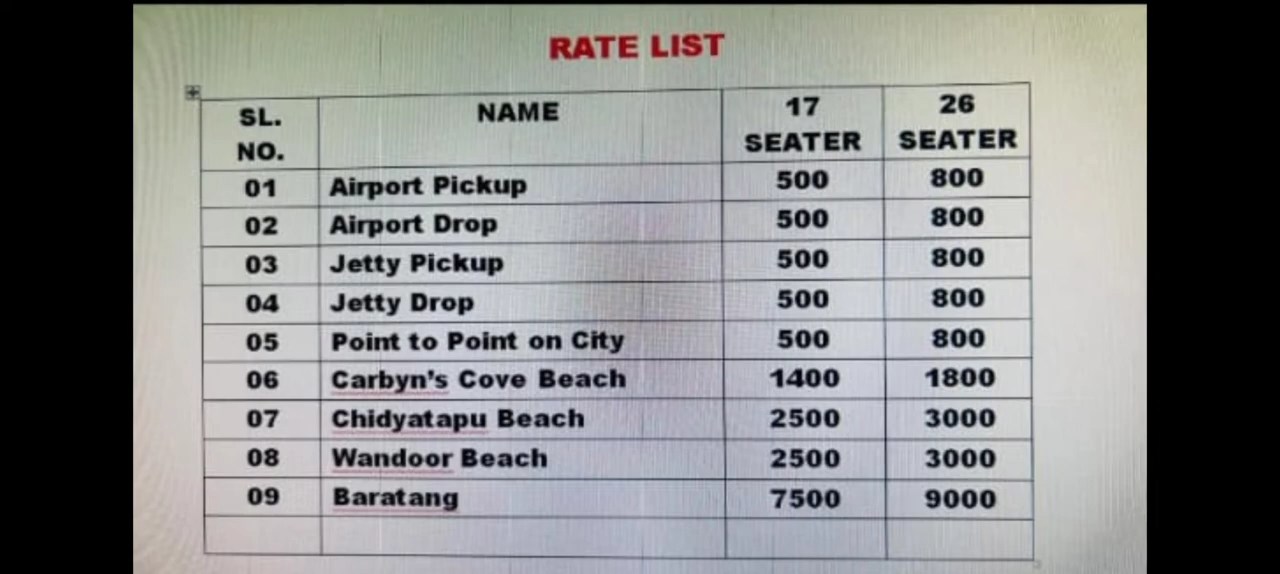 RATE LIST
SL. NO. NAME 17 SEATER 26 SEATER
01 Airport Pickup 500 800
02 Airport Drop 500 800
03 Jetty Pickup 500 800
04 Jetty Drop 500 800
05 Point to Point on City 500 800
06 Carbyn's Cove Beach 1400 1800
07 Chidyatapu Beach 2500 3000
08 Wandoor Beach 2500 3000
09 Baratang 7500 9000